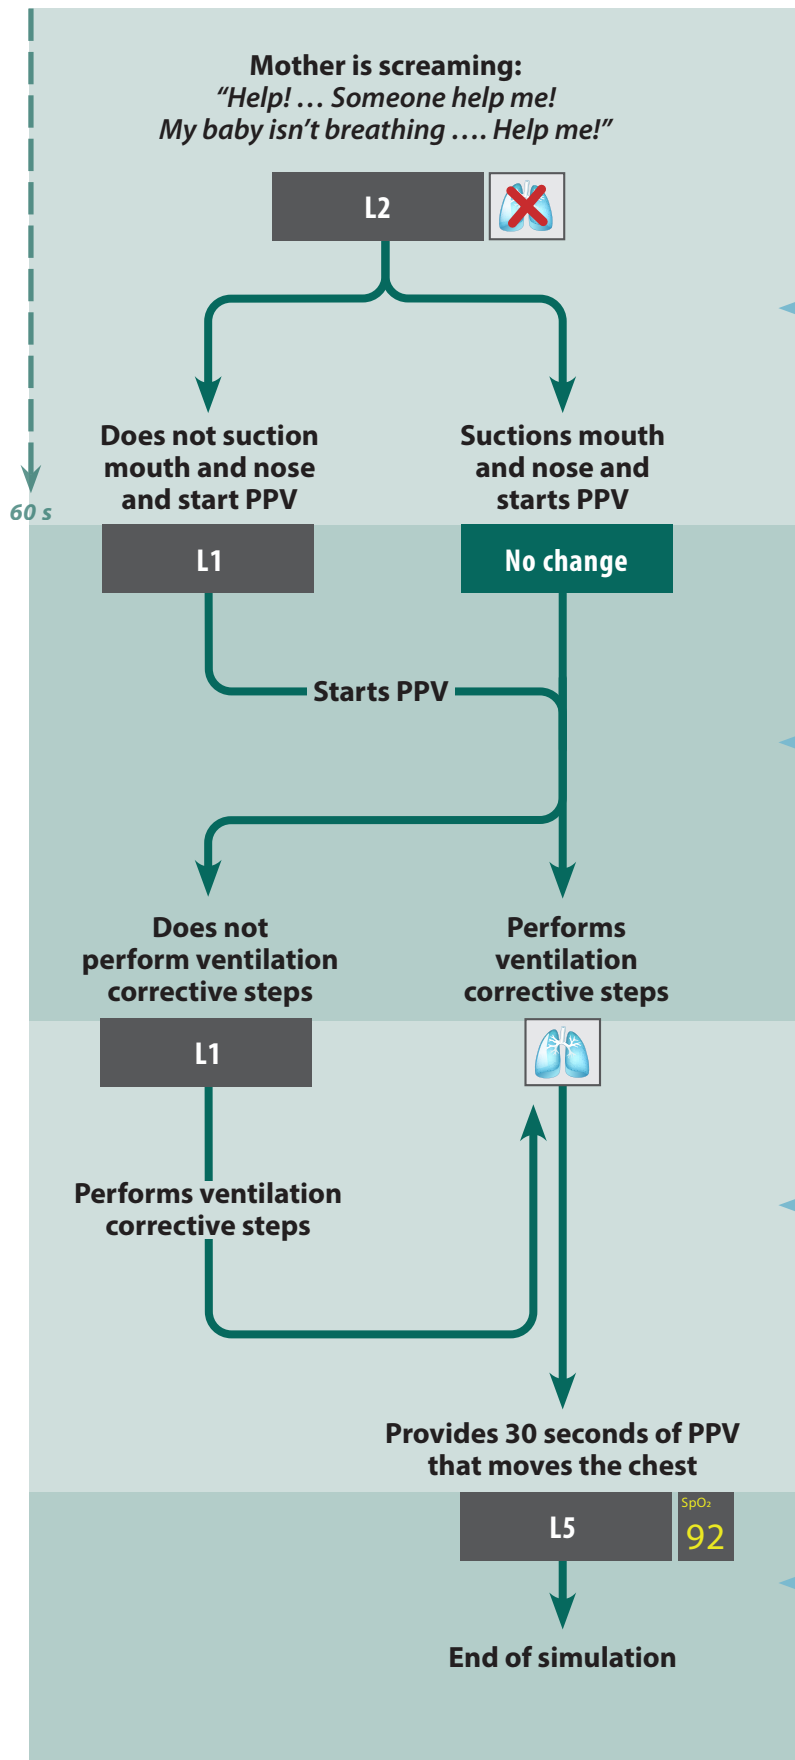 Mother is screaming:
“Help! … Someone help me!
My baby isn’t breathing …. Help me!”
L2
Does not suction
mouth and nose
and start PPV
Suctions mouth
and nose and
starts PPV
60 s
L1
No change
Starts PPV
Does not
perform ventilation
corrective steps
Performs
ventilation
corrective steps
L1
Performs ventilation
corrective steps
Provides 30 seconds of PPV
that moves the chest
L5
SpO₂
92
End of simulation